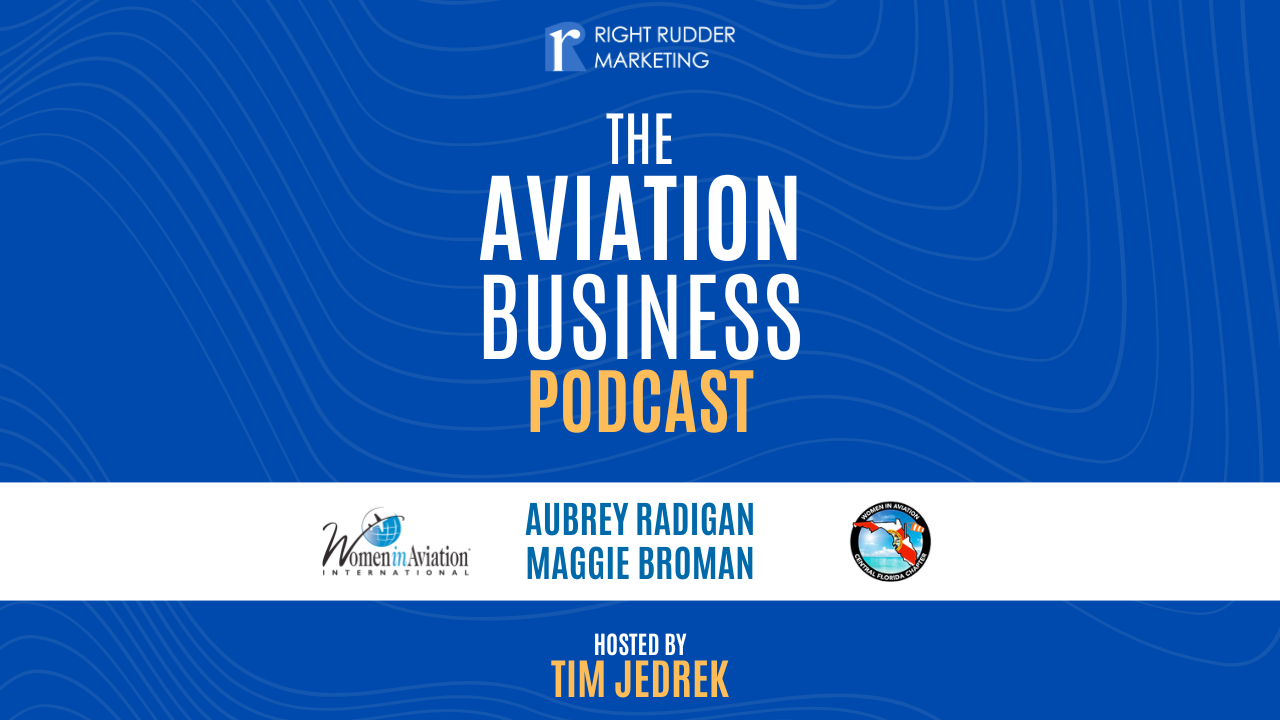 r RIGHT RUDDER
MARKETING
THE
AVIATION
BUSINESS
PODCAST
Women in Aviation
INTERNATIONAL
AUBREY RADIGAN
MAGGIE BROMAN
WOMEN IN AVIATION
CENTRAL FLORIDA CHAPTER
HOSTED BY
TIM JEDREK